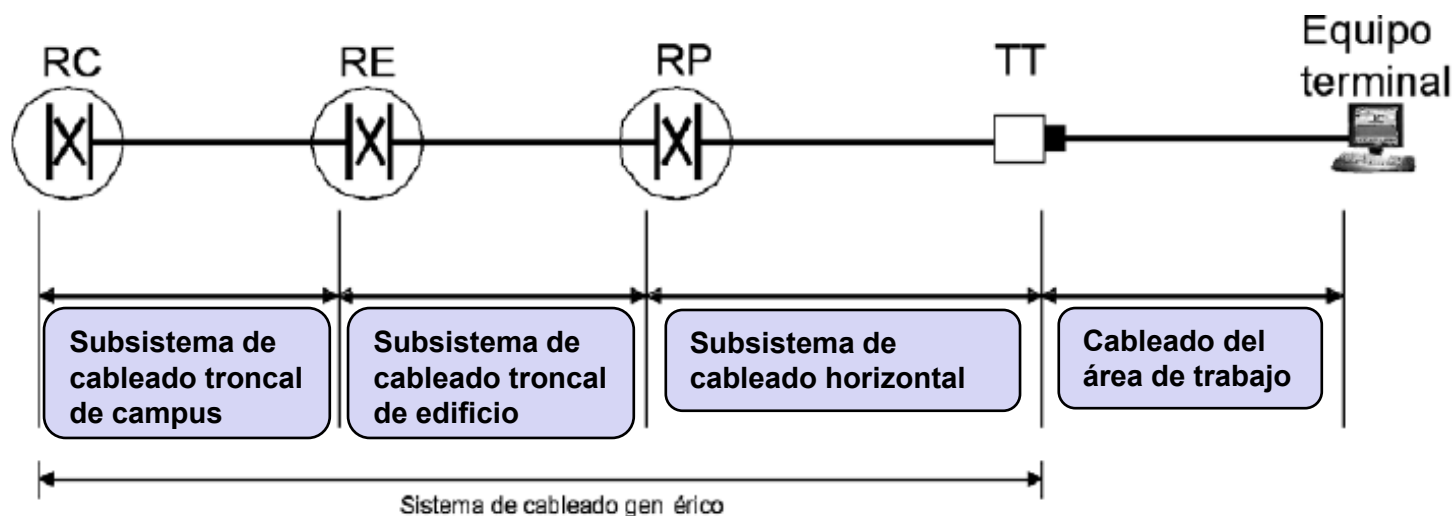 RC
RE
RP
TT
Equipo
terminal
Subsistema de
cableado troncal
de campus
Subsistema de
cableado troncal
de edificio
Subsistema de
cableado horizontal
Cableado del
área de trabajo
Sistema de cableado gen érico